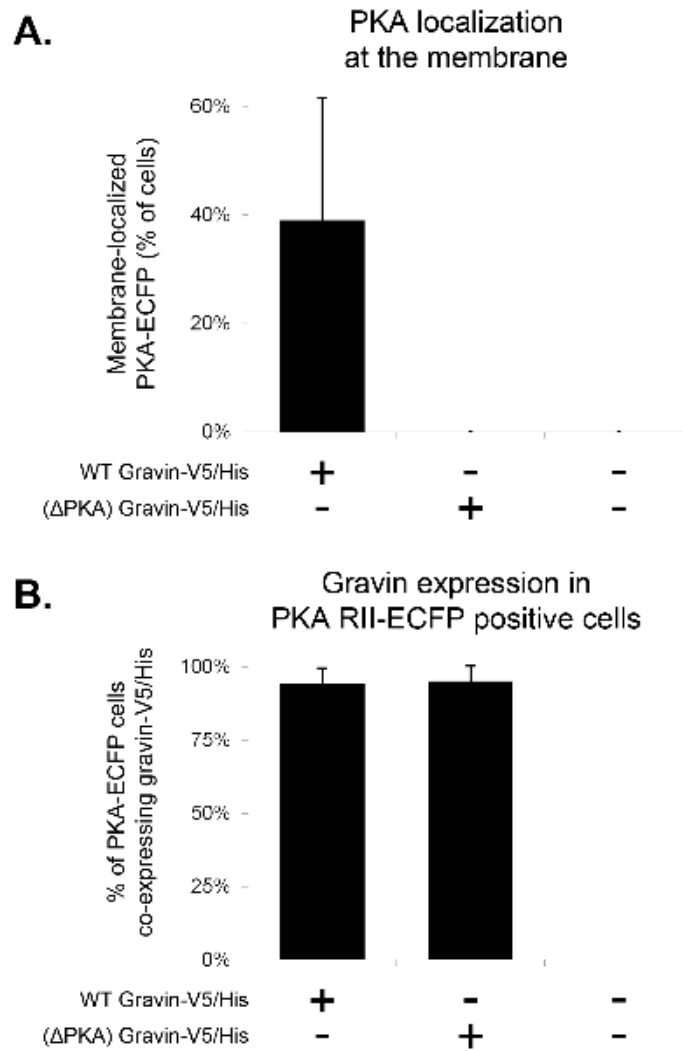 A.
PKA localization
at the membrane
Membrane-localized
PKA-ECFP (% of cells)
60%
40%
20%
0%
WT Gravin-V5/His + - -
(ΔPKA) Gravin-V5/His - + -
B.
Gravin expression in
PKA RII-ECFP positive cells
% of PKA-ECFP cells
co-expressing gravin-V5/His
100%
75%
50%
25%
0%
WT Gravin-V5/His + - -
(ΔPKA) Gravin-V5/His - + -